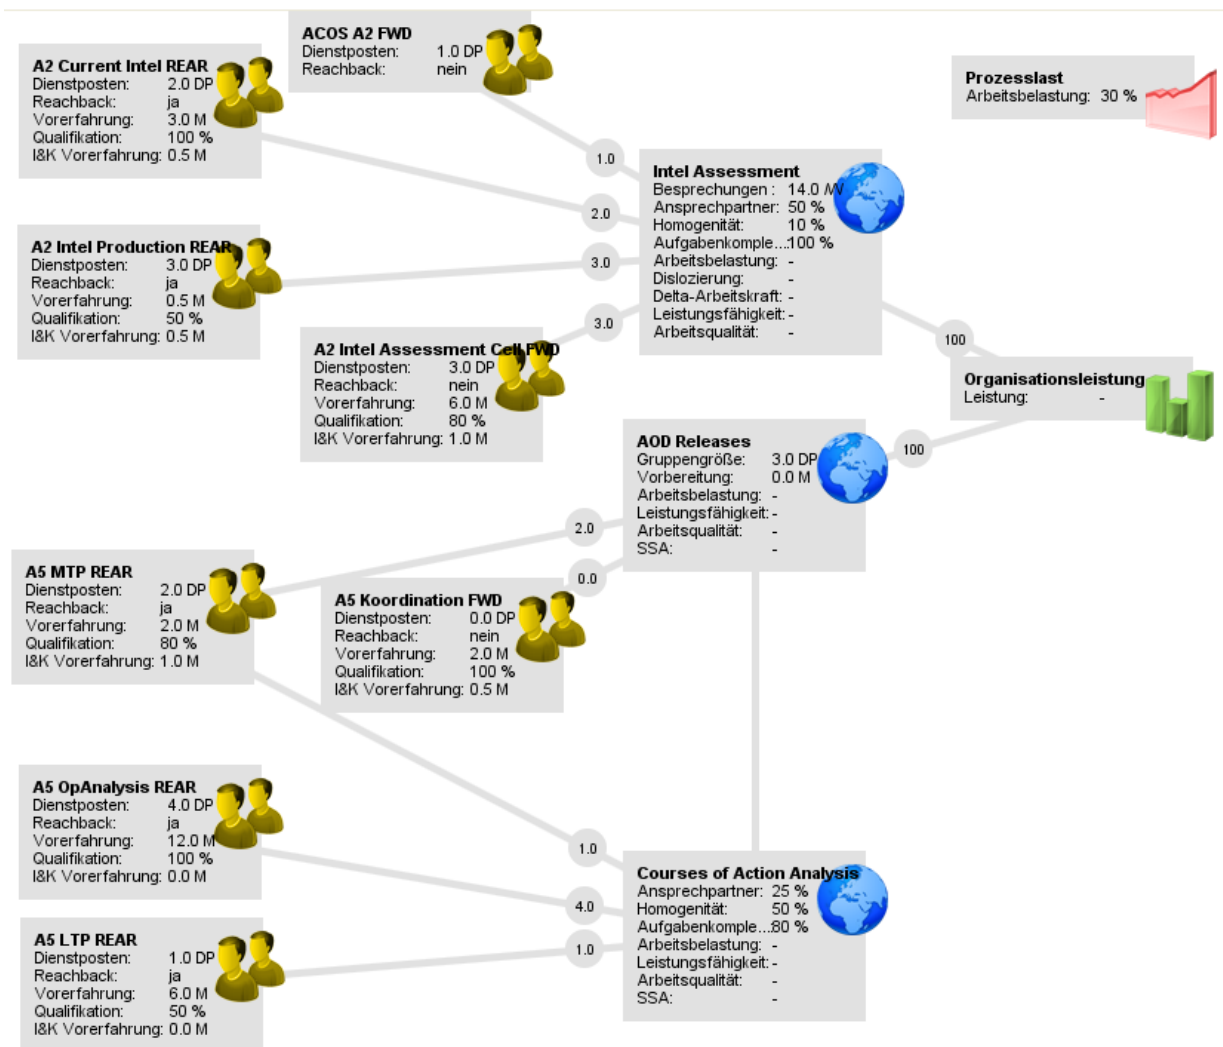 ACOS A2 FWD
Dienstposten: 1.0 DP
Reachback: nein
A2 Current Intel REAR
Dienstposten: 2.0 DP
Reachback: ja
Vorerfahrung: 3.0 M
Qualifikation: 100 %
I&K Vorerfahrung: 0.5 M
Prozesslast
Arbeitsbelastung: 30 %
1.0
2.0
3.0
3.0
Intel Assessment
Besprechungen : 14.0 /W
Ansprechpartner: 50 %
Homogenität: 10 %
Aufgabenkomple...: 100 %
Arbeitsbelastung: -
Dislozierung: -
Delta-Arbeitskraft: -
Leistungsfähigkeit: -
Arbeitsqualität: -
A2 Intel Production REAR
Dienstposten: 3.0 DP
Reachback: ja
Vorerfahrung: 0.5 M
Qualifikation: 50 %
I&K Vorerfahrung: 0.5 M
A2 Intel Assessment Cell FWD
Dienstposten: 3.0 DP
Reachback: nein
Vorerfahrung: 6.0 M
Qualifikation: 80 %
I&K Vorerfahrung: 1.0 M
100
Organisationsleistung
Leistung: -
100
AOD Releases
Gruppengröße: 3.0 DP
Vorbereitung: 0.0 M
Arbeitsbelastung: -
Leistungsfähigkeit: -
Arbeitsqualität: -
SSA: -
2.0
0.0
A5 MTP REAR
Dienstposten: 2.0 DP
Reachback: ja
Vorerfahrung: 2.0 M
Qualifikation: 80 %
I&K Vorerfahrung: 1.0 M
A5 Koordination FWD
Dienstposten: 0.0 DP
Reachback: nein
Vorerfahrung: 2.0 M
Qualifikation: 100 %
I&K Vorerfahrung: 0.5 M
A5 OpAnalysis REAR
Dienstposten: 4.0 DP
Reachback: ja
Vorerfahrung: 12.0 M
Qualifikation: 100 %
I&K Vorerfahrung: 0.0 M
1.0
4.0
1.0
Courses of Action Analysis
Ansprechpartner: 25 %
Homogenität: 50 %
Aufgabenkomple...: 80 %
Arbeitsbelastung: -
Leistungsfähigkeit: -
Arbeitsqualität: -
SSA: -
A5 LTP REAR
Dienstposten: 1.0 DP
Reachback: ja
Vorerfahrung: 6.0 M
Qualifikation: 50 %
I&K Vorerfahrung: 0.0 M